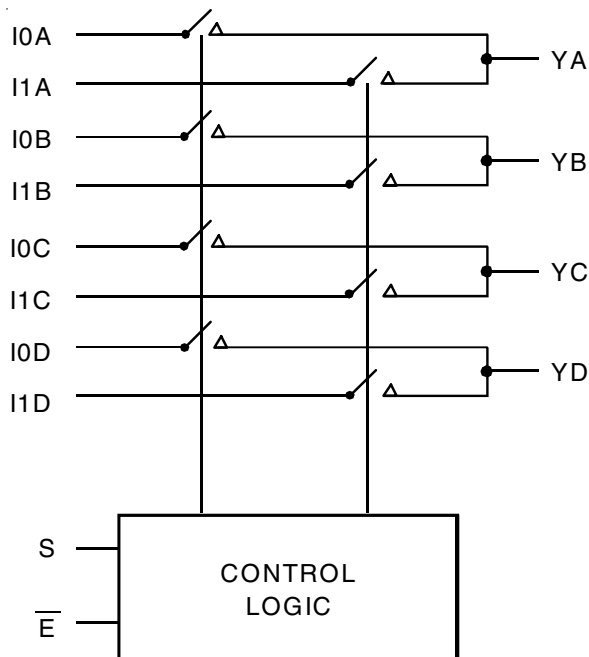 I0A
YA
I1A
I0B
YB
I1B
I0C
YC
I1C
I0D
YD
I1D
S
CONTROL
LOGIC
E̅